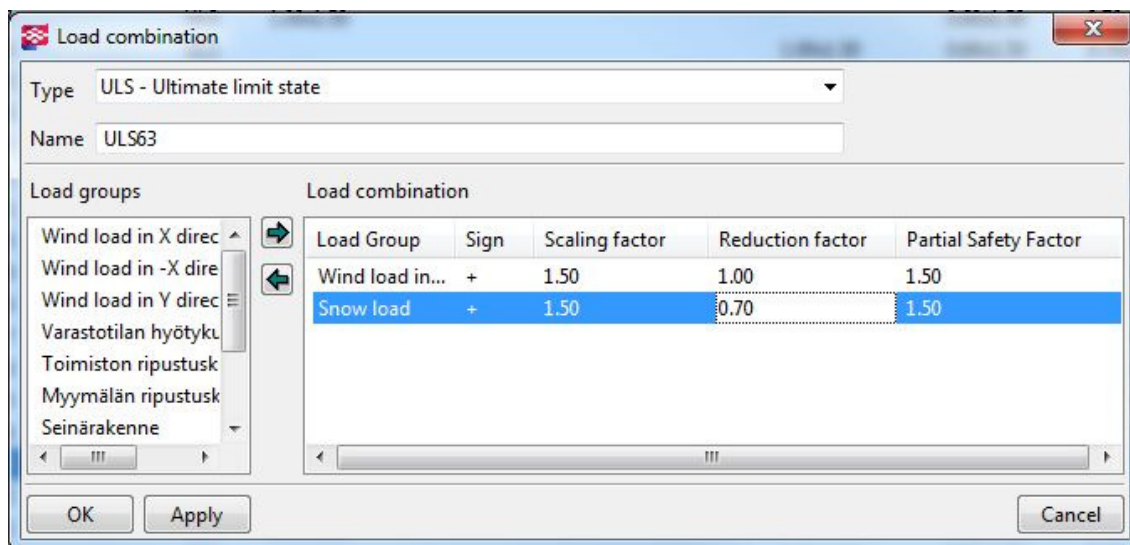 Load combination
Type ULS - Ultimate limit state
Name ULS63
Load groups
Load combination
Wind load in X direc
Wind load in -X dire
Wind load in Y direc
Varastotilan hyötyku
Toimiston ripustusk
Myymälän ripustusk
Seinärakenne
Load Group Sign Scaling factor Reduction factor Partial Safety Factor
Wind load in... + 1.50 1.00 1.50
Snow load + 1.50 0.70 1.50
OK Apply Cancel